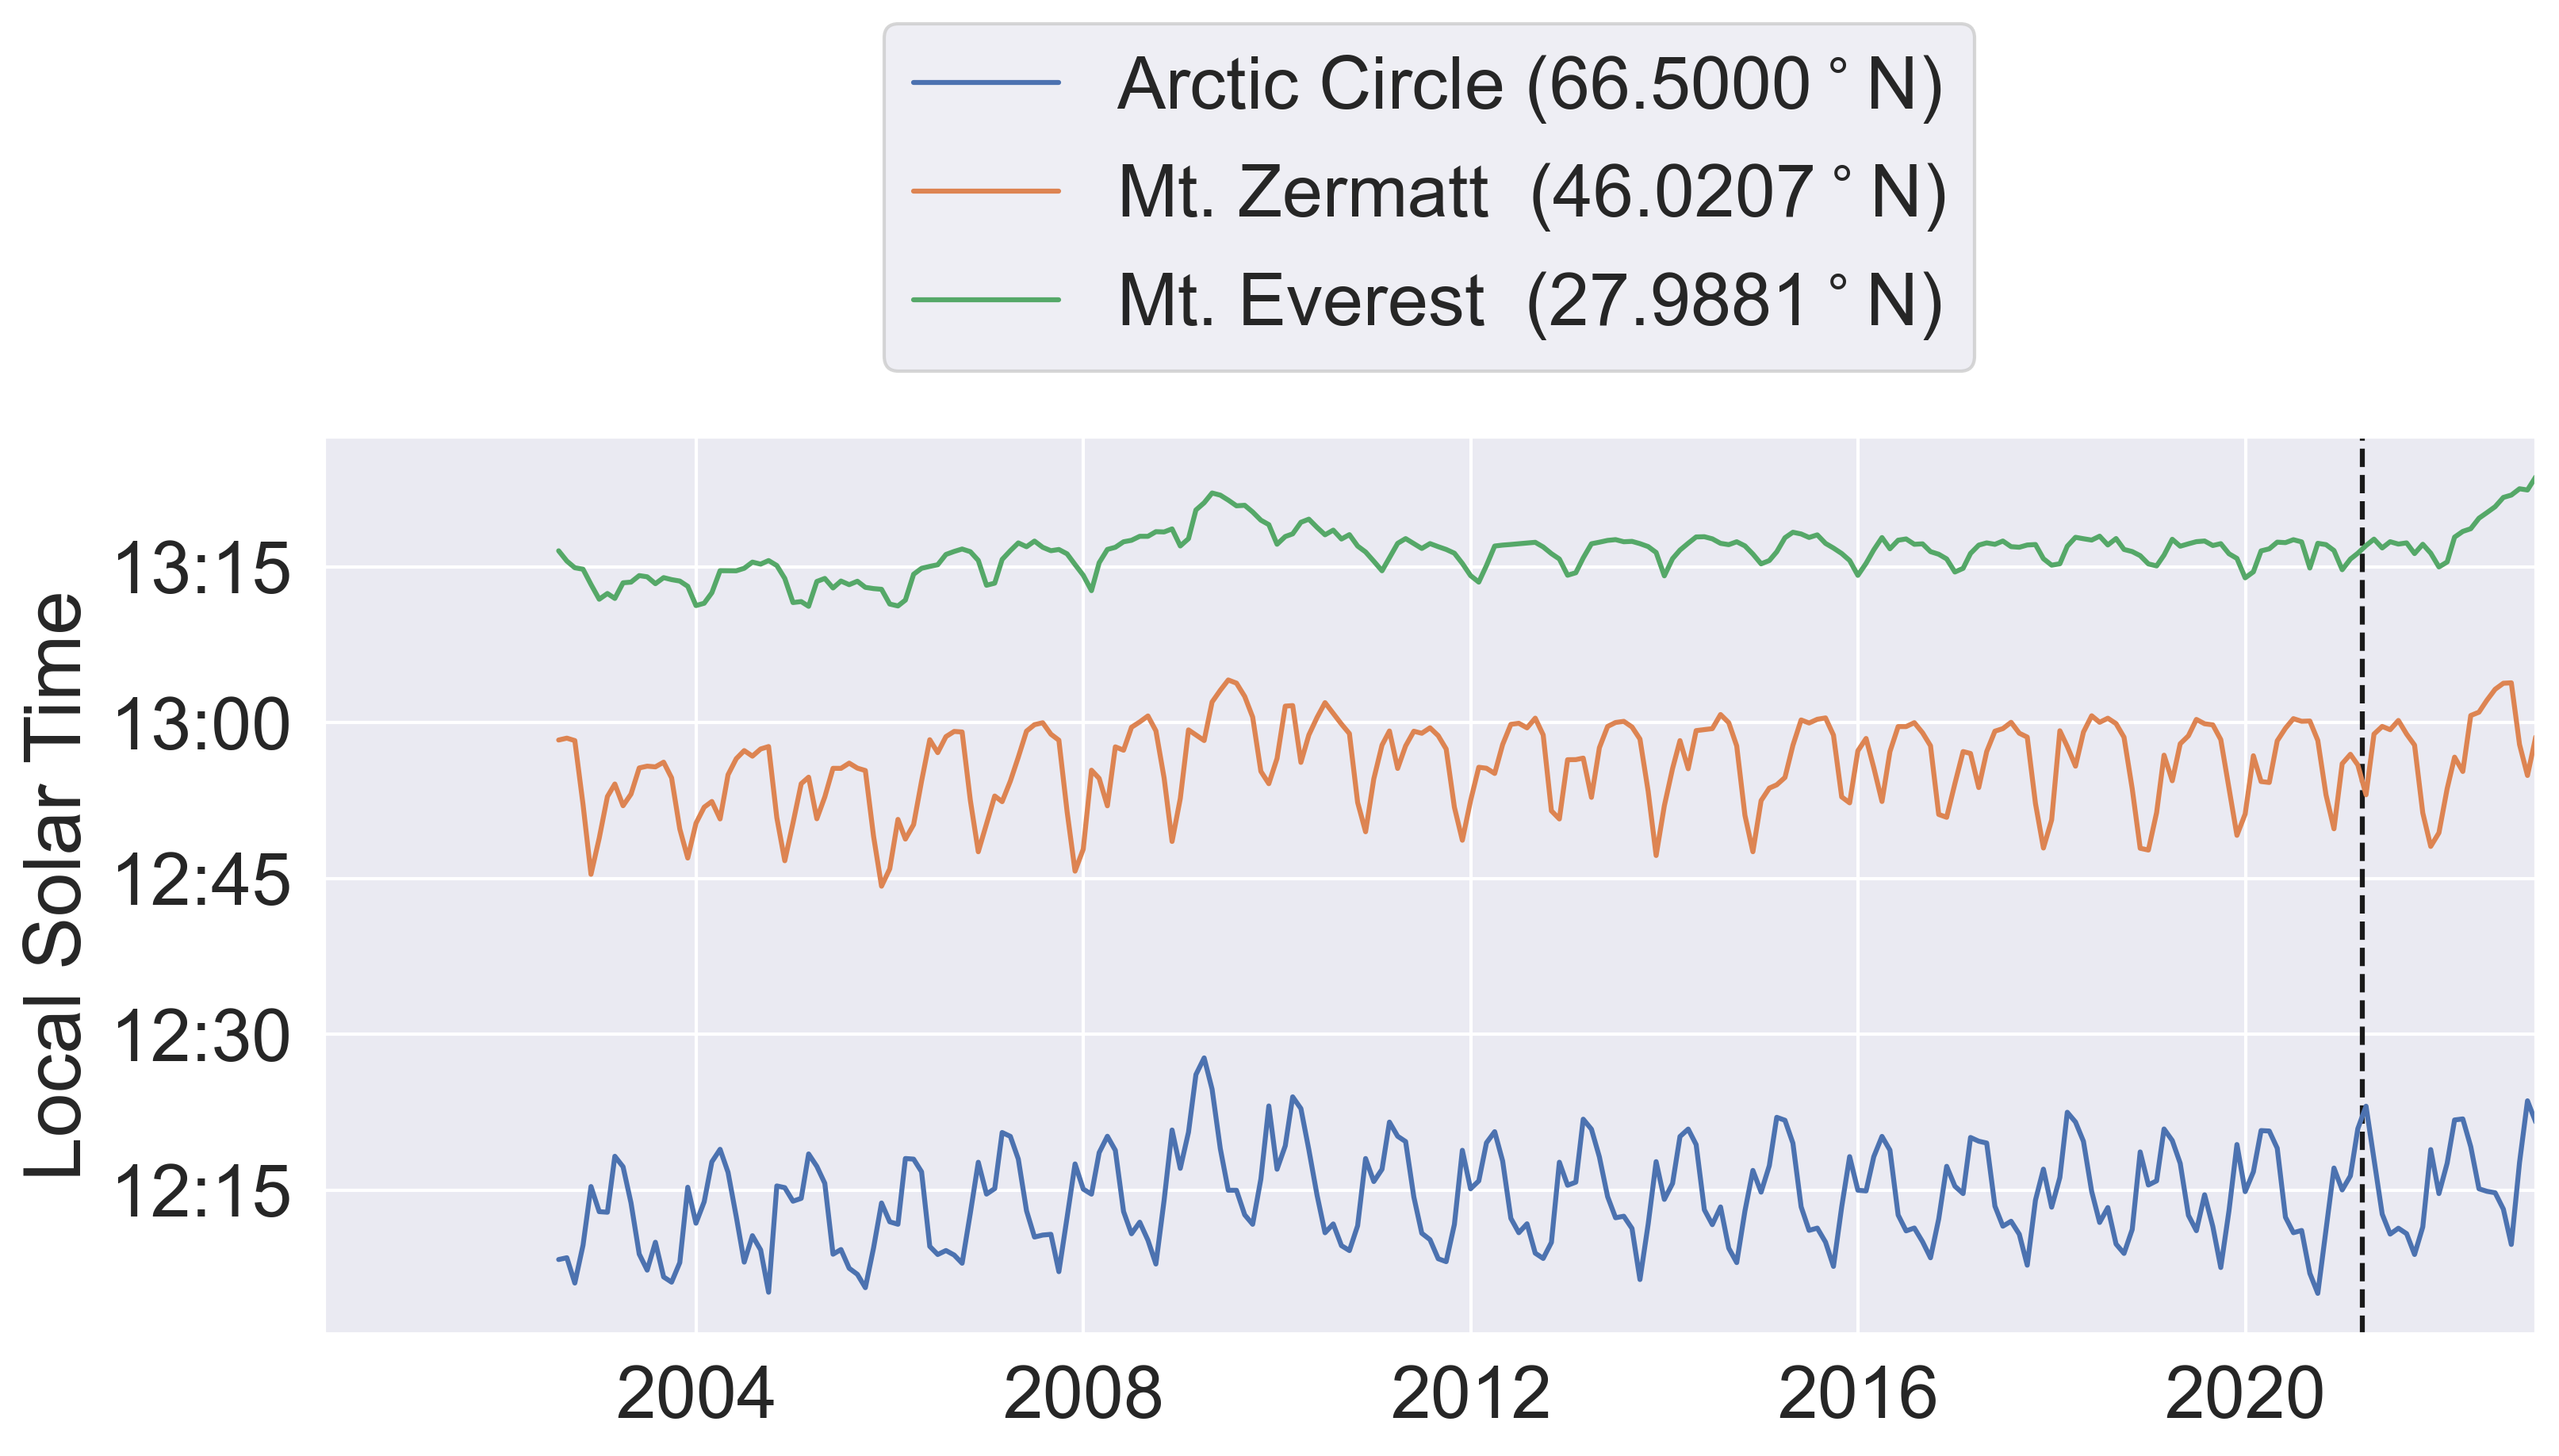 Arctic Circle (66.5000° N)
Mt. Zermatt (46.0207° N)
Mt. Everest (27.9881° N)
Local Solar Time
13:15
13:00
12:45
12:30
12:15
2004 2008 2012 2016 2020